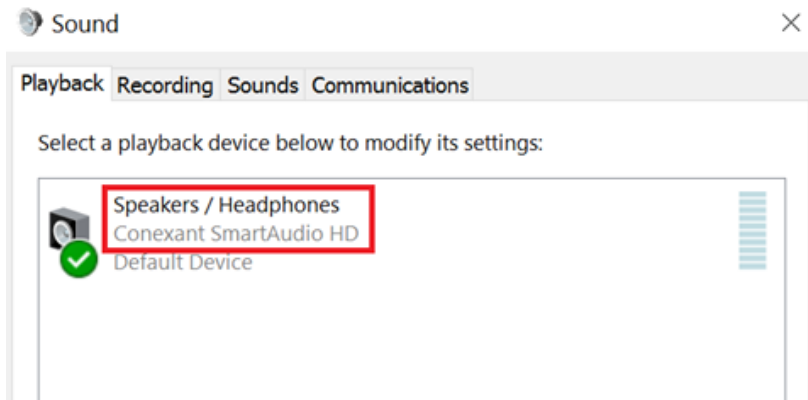 Sound
Playback Recording Sounds Communications
Select a playback device below to modify its settings:
Speakers / Headphones
Conexant SmartAudio HD
Default Device